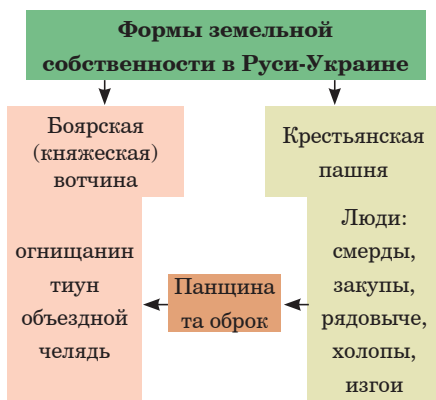 Формы земельной
собственности в Руси-Украине
Боярская
(княжеская)
вотчина
огнищанин
тиун
объездной
челядь
Панщина
та оброк
Крестьянская
пашня
Люди:
смерды,
закупы,
рядовыче,
холопы,
изгои